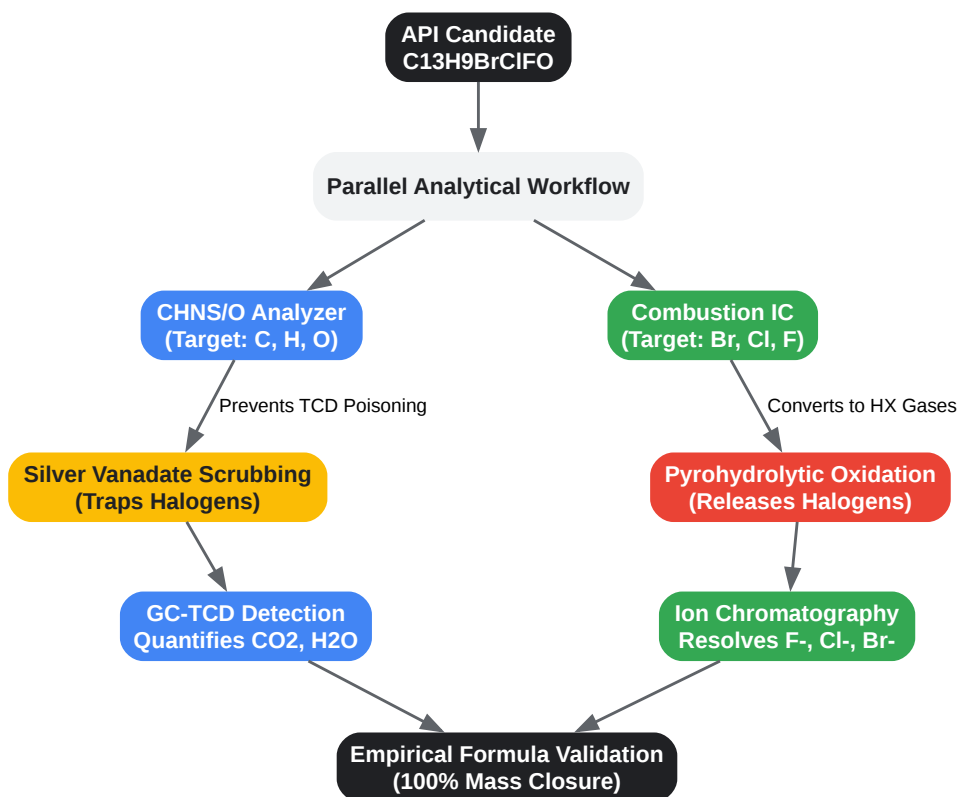 API Candidate
C13H9BrClFO
Parallel Analytical Workflow
CHNS/O Analyzer
(Target: C, H, O)
Combustion IC
(Target: Br, Cl, F)
Prevents TCD Poisoning
Converts to HX Gases
Silver Vanadate Scrubbing
(Traps Halogens)
Pyrohydrolytic Oxidation
(Releases Halogens)
GC-TCD Detection
Quantifies CO2, H2O
Ion Chromatography
Resolves F-, Cl-, Br-
Empirical Formula Validation
(100% Mass Closure)